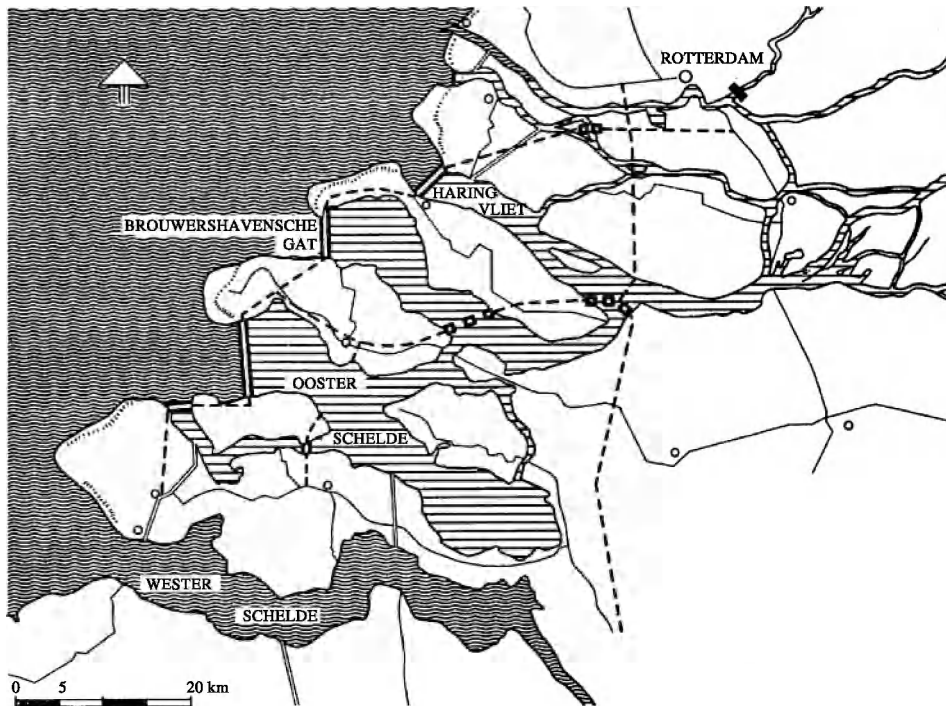 ROTTERDAM
HARING
VLIET
BROUWERSHAVENSCHE
GAT
OOSTER
SCHELDE
WESTER
SCHELDE
0 5 20 km